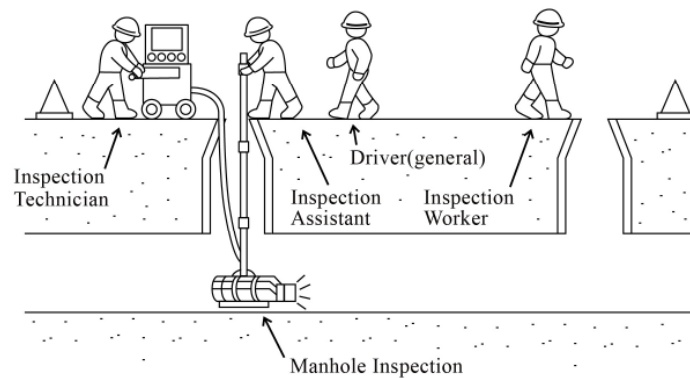 Driver(general)
Inspection
Technician
Inspection
Assistant
Inspection
Worker
Manhole Inspection